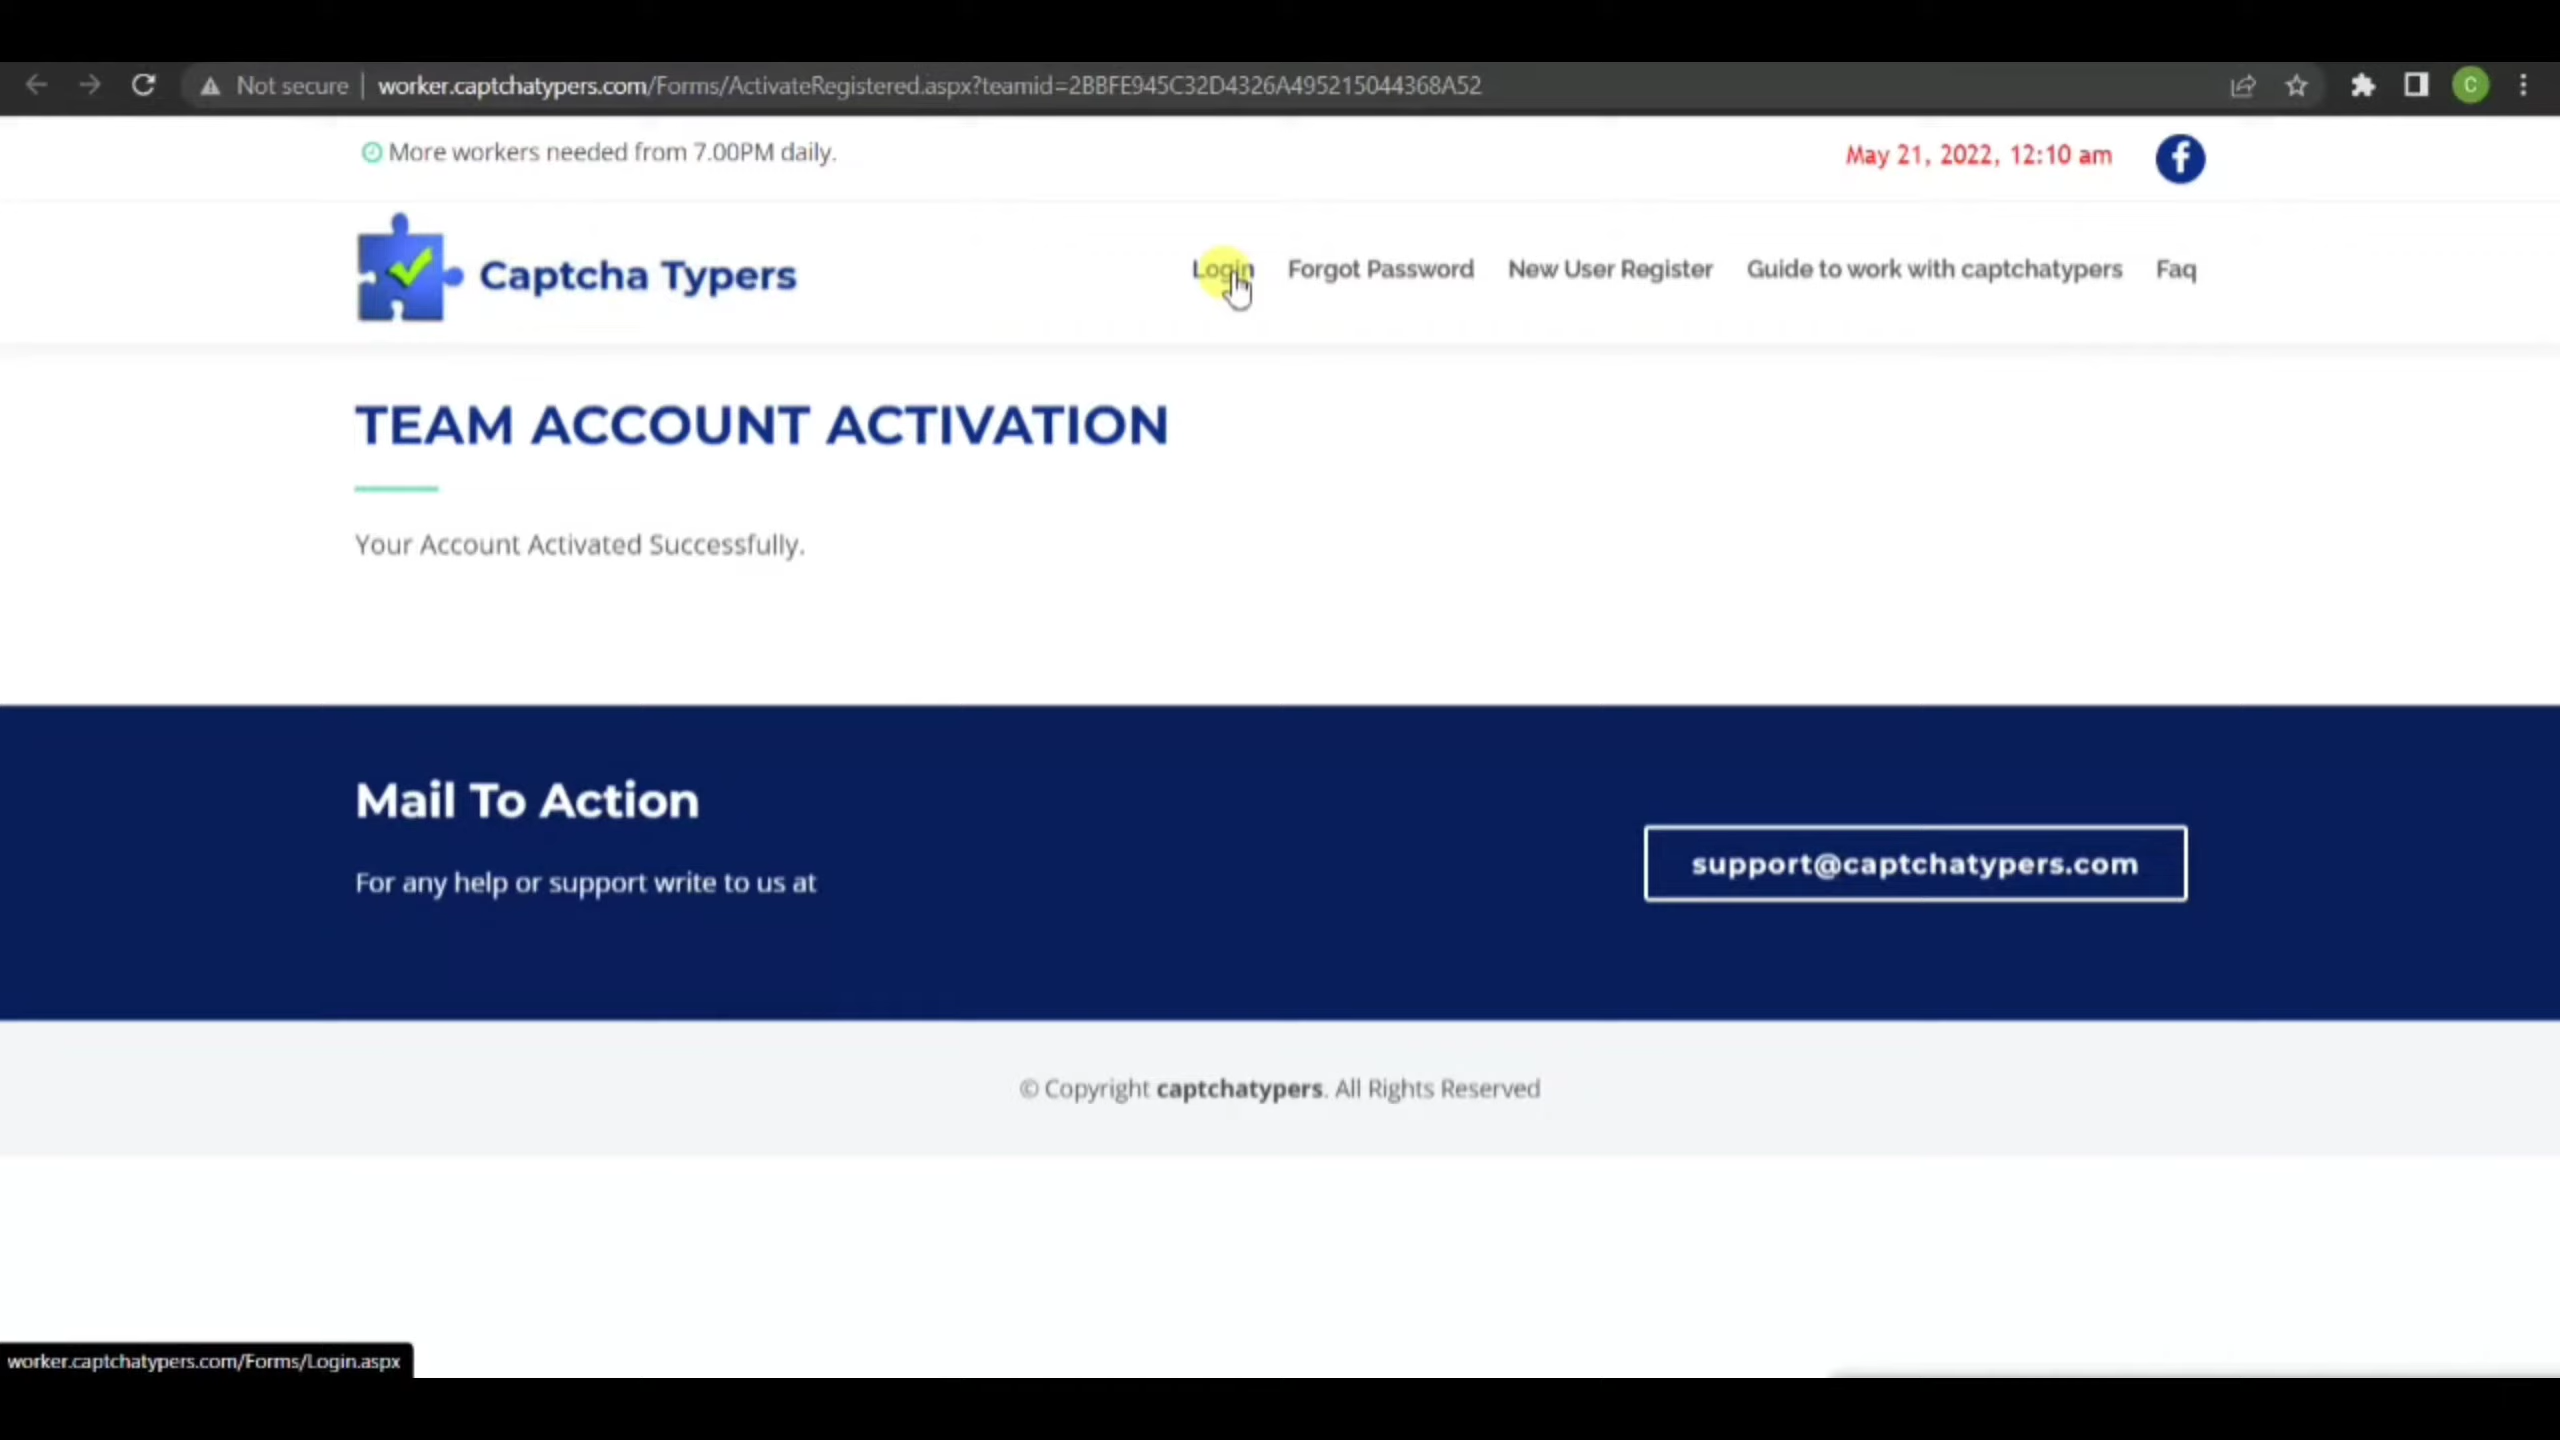 Not secure | worker.captchatypers.com/Forms/ActivateRegistered.aspx?teamid=2BBFE945C32D4326A495215044368A52
C
More workers needed from 7.00PM daily.
May 21, 2022, 12:10 am
f
Captcha Typers
Login
Forgot Password
New User Register
Guide to work with captchatypers
Faq
TEAM ACCOUNT ACTIVATION
Your Account Activated Successfully.
Mail To Action
For any help or support write to us at
support@captchatypers.com
© Copyright captchatypers. All Rights Reserved
worker.captchatypers.com/Forms/Login.aspx